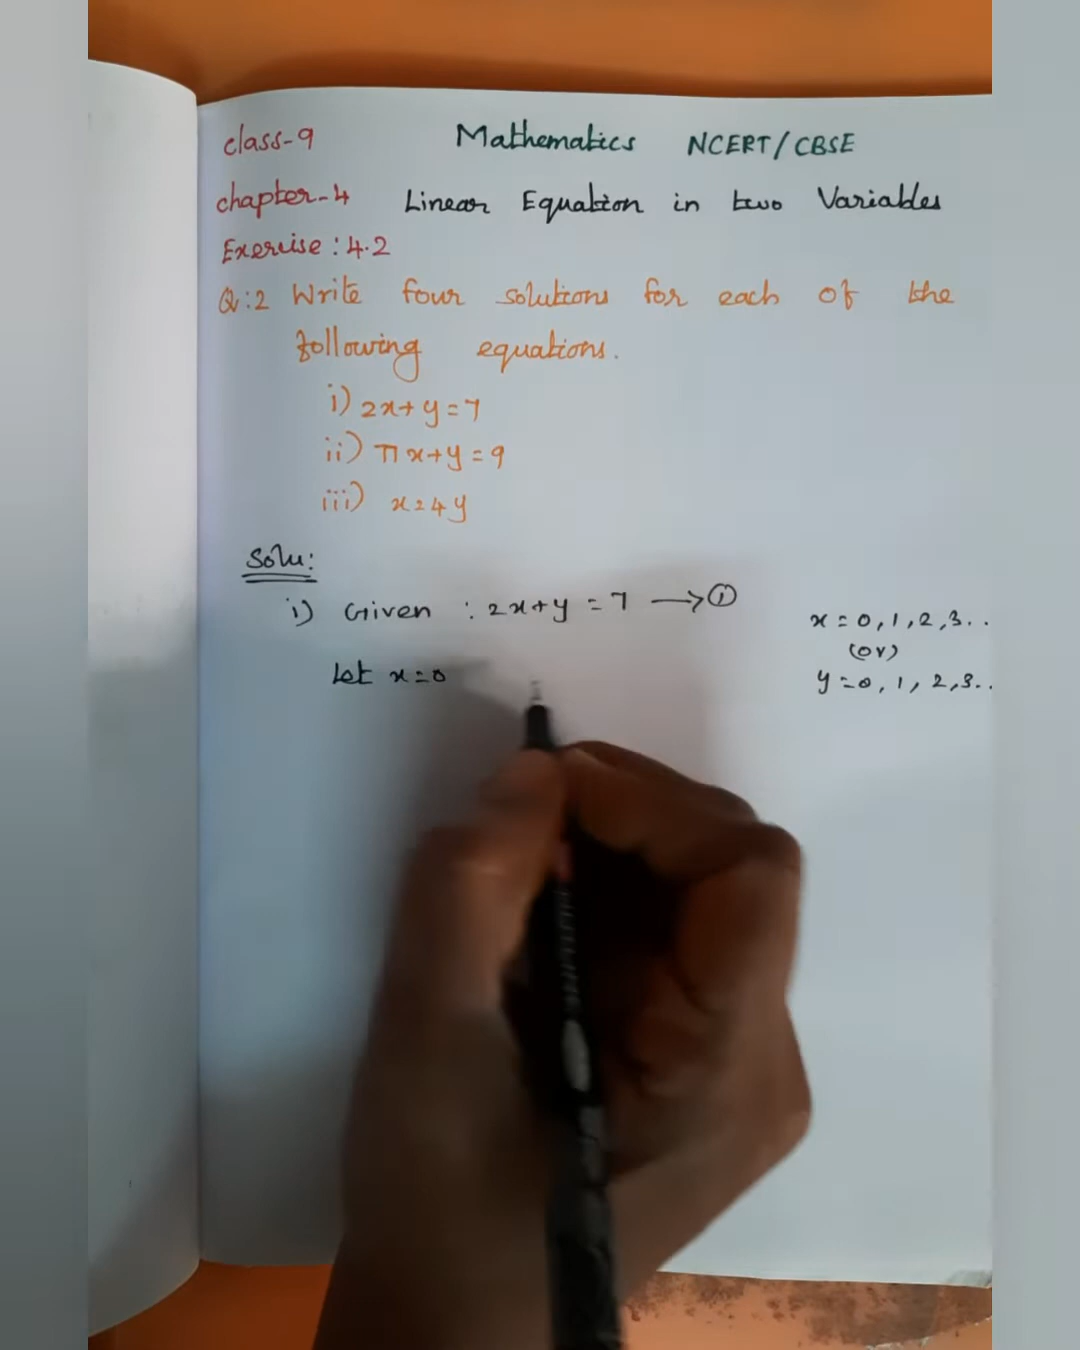 class-9 Mathematics NCERT/CBSE
chapter-4 Linear Equation in two Variables
Exercise : 4.2
Q:2 Write four solutions for each of the
following equations.
i) 2x+y=7
ii) πx+y=9
iii) x=4y
Solu:
i) Given : 2x+y=7 → ①
x=0,1,2,3..
(or)
Let x=0
y=0,1,2,3..